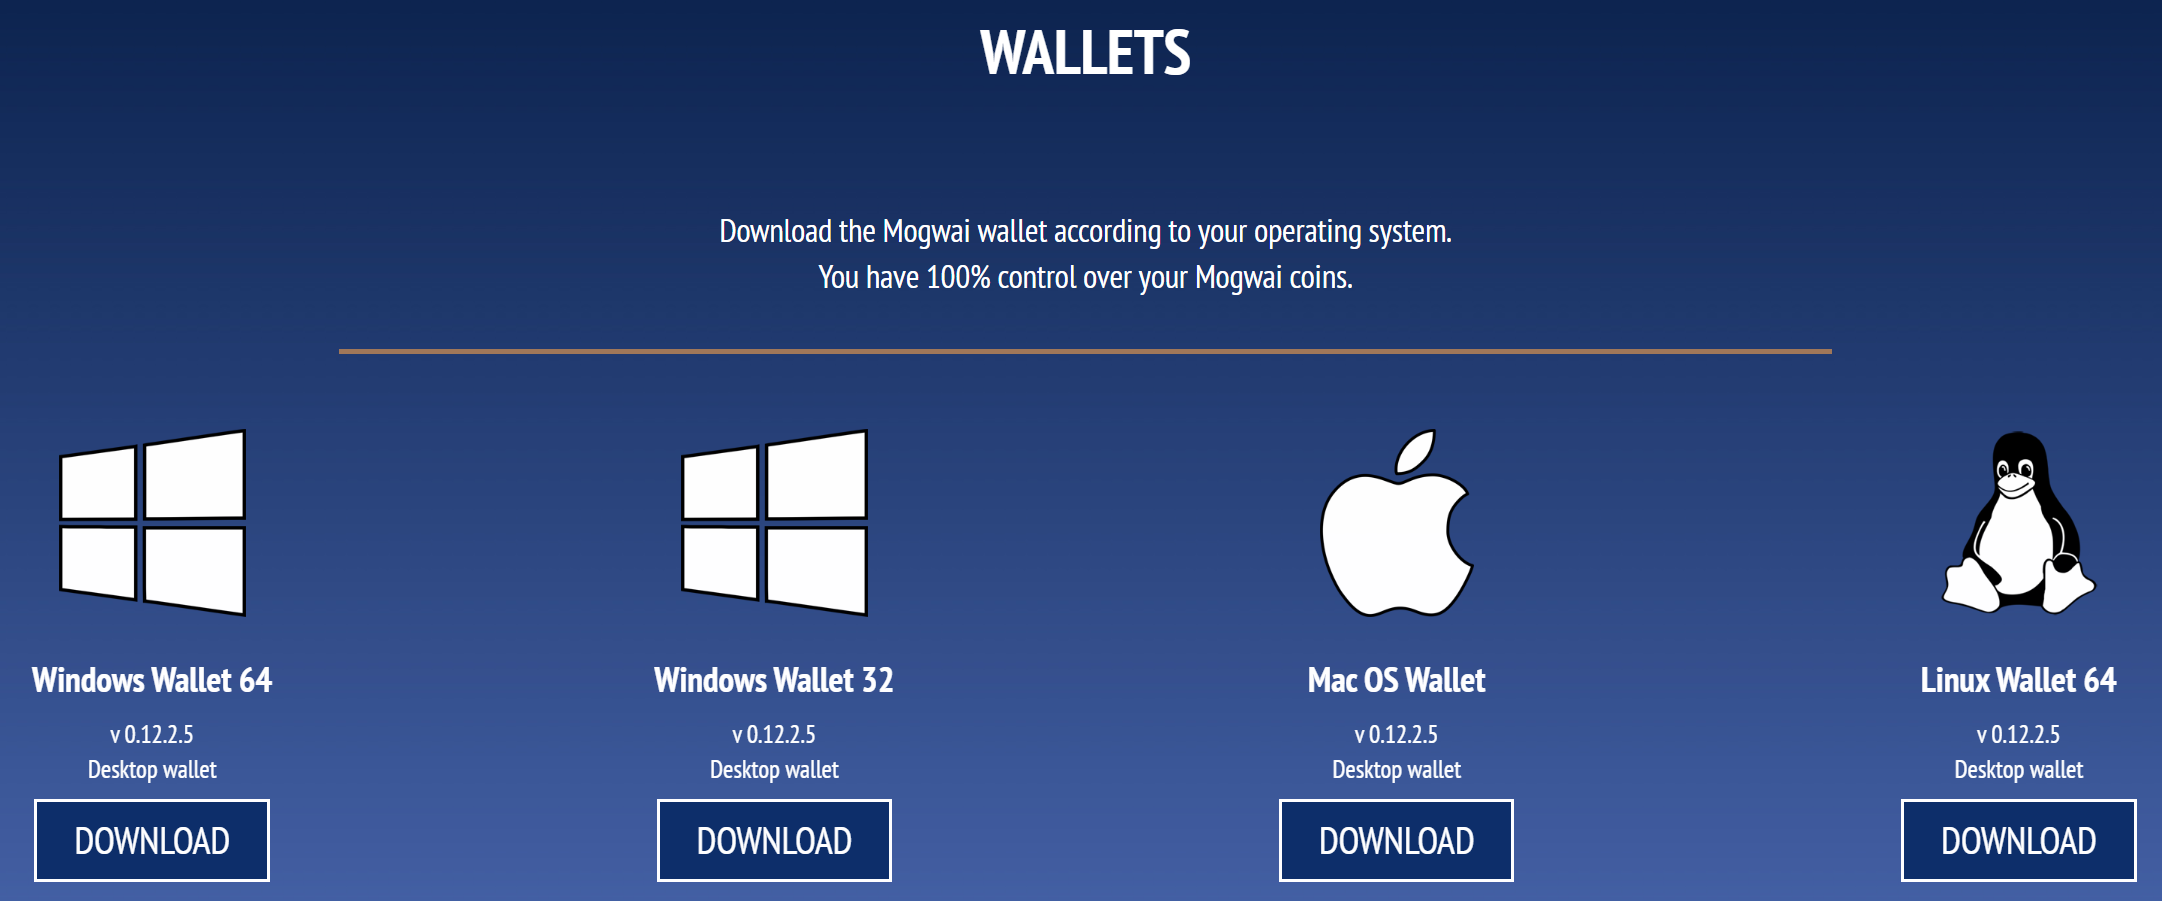 WALLETS
Download the Mogwai wallet according to your operating system.
You have 100% control over your Mogwai coins.
Windows Wallet 64
v 0.12.2.5
Desktop wallet
DOWNLOAD
Windows Wallet 32
v 0.12.2.5
Desktop wallet
DOWNLOAD
Mac OS Wallet
v 0.12.2.5
Desktop wallet
DOWNLOAD
Linux Wallet 64
v 0.12.2.5
Desktop wallet
DOWNLOAD